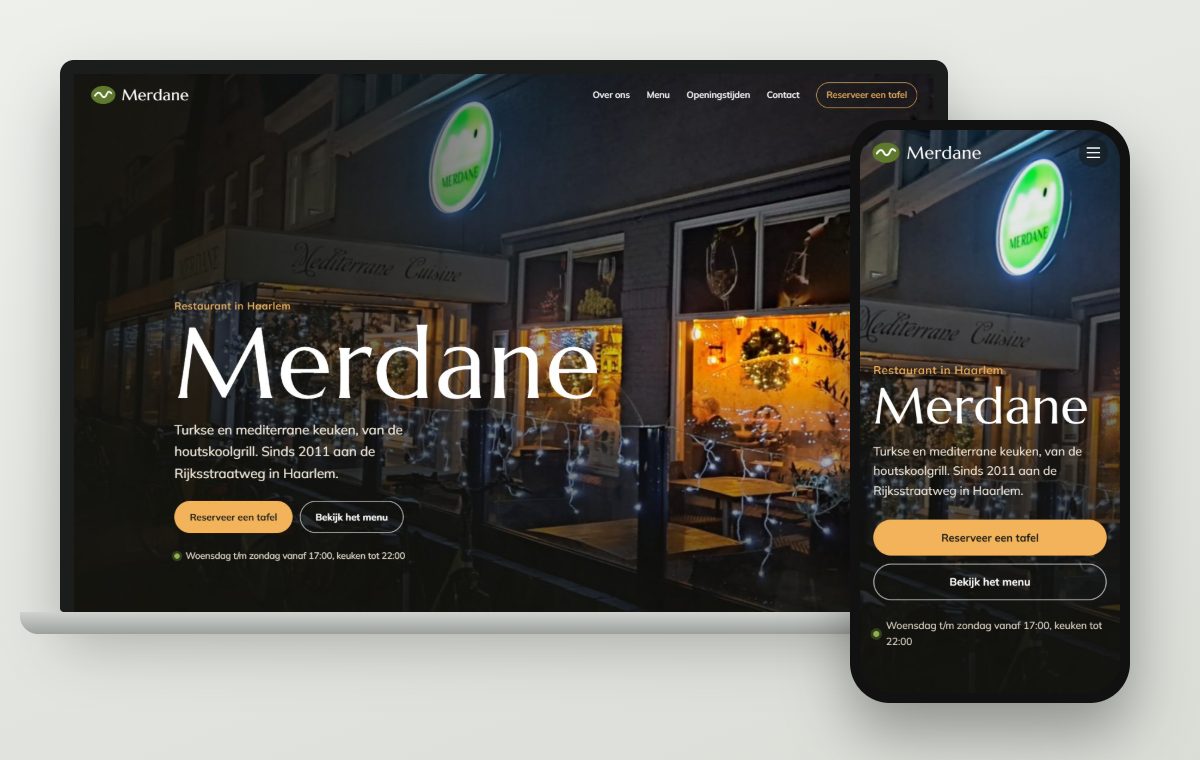 Merdane
Over ons Menu Openingstijden Contact Reserveer een tafel
MERDANE
MERDANE
Mediterrane Cuisine
Restaurant in Haarlem
Merdane
Turkse en mediterrane keuken, van de
houtskoolgrill. Sinds 2011 aan de
Rijksstraatweg in Haarlem.
Reserveer een tafel Bekijk het menu
Woensdag t/m zondag vanaf 17:00, keuken tot 22:00
Merdane
MERDANE
Mediterrane Cuisine
Restaurant in Haarlem
Merdane
Turkse en mediterrane keuken, van de
houtskoolgrill. Sinds 2011 aan de
Rijksstraatweg in Haarlem.
Reserveer een tafel
Bekijk het menu
Woensdag t/m zondag vanaf 17:00, keuken tot
22:00